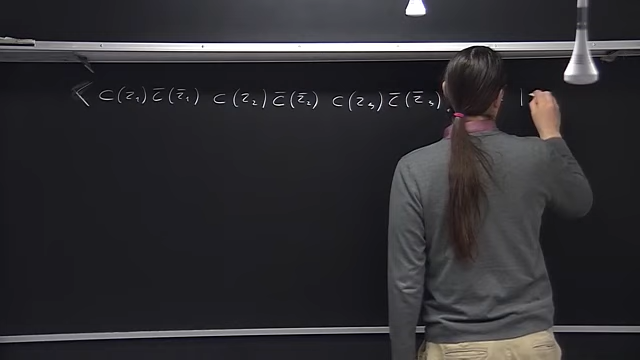 ⟨ C(z₁) C̄(z̄₁) C(z₂) C̄(z̄₂) C(z₃) C̄(z̄₃) |